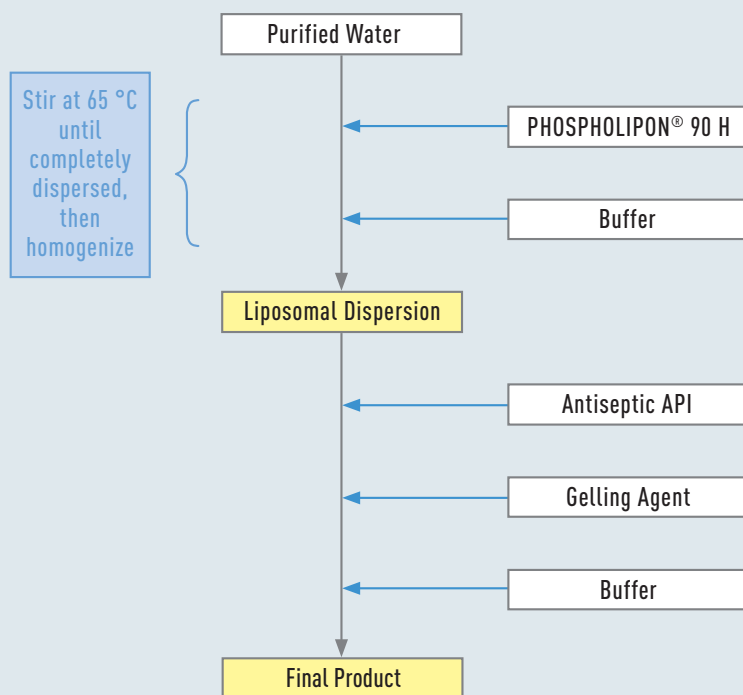 Purified Water
Stir at 65 °C
until
completely
dispersed,
then
homogenize
PHOSPHOLIPON® 90 H
Buffer
Liposomal Dispersion
Antiseptic API
Gelling Agent
Buffer
Final Product